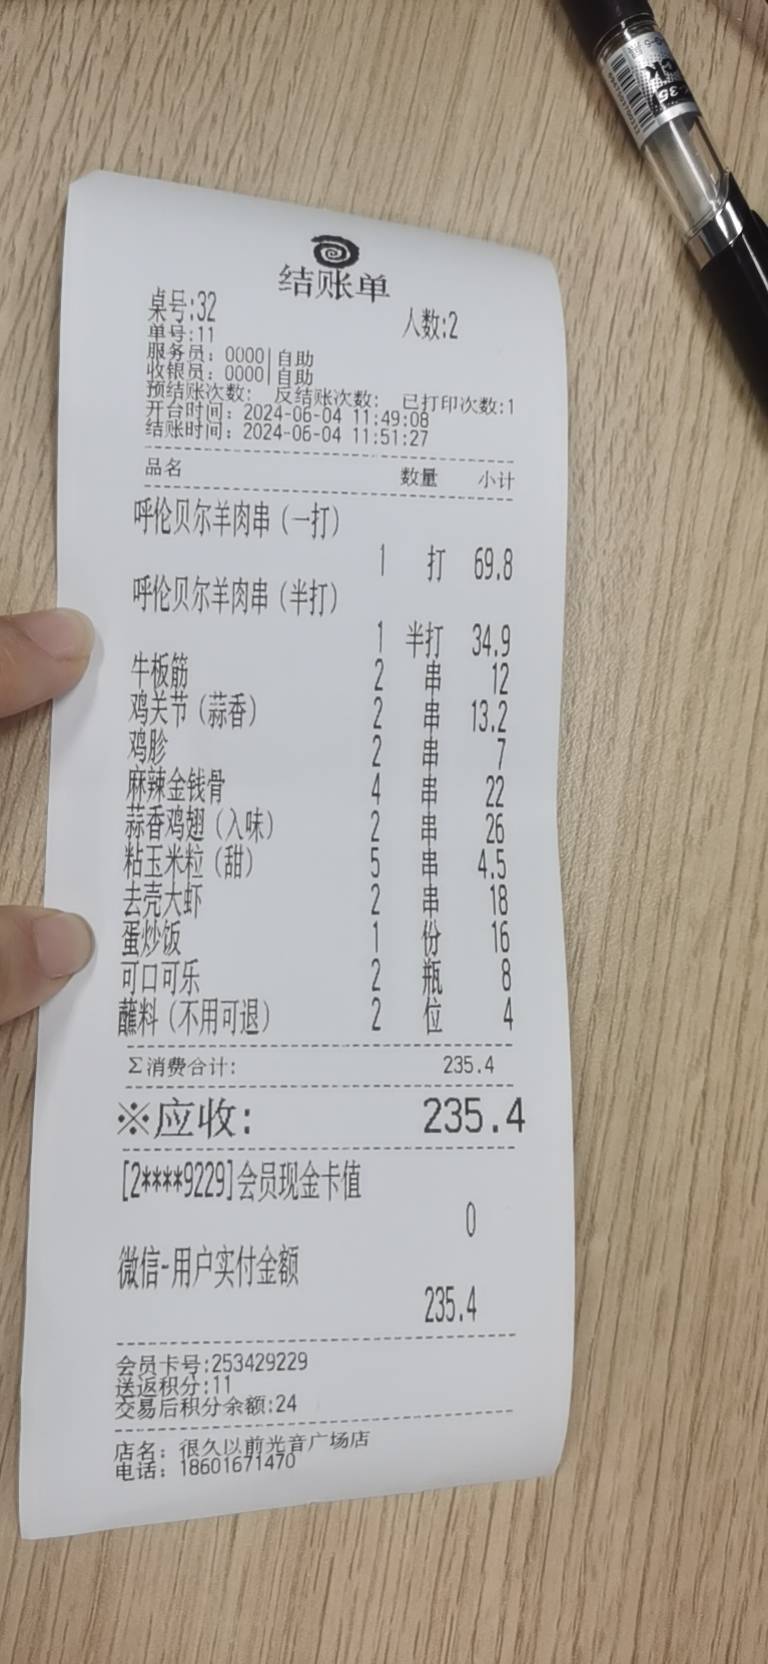 结账单
桌号:32 人数:2
单号:11
服务员: 0000|自助
收银员: 0000|自助
预结账次数: 反结账次数: 已打印次数:1
开台时间: 2024-06-04 11:49:08
结账时间: 2024-06-04 11:51:27
品名 数量 小计
呼伦贝尔羊肉串（一打）
1 打 69.8
呼伦贝尔羊肉串（半打）
1 半打 34.9
牛板筋 2 串 12
鸡关节（蒜香） 2 串 13.2
鸡胗 2 串 7
麻辣金钱骨 4 串 22
蒜香鸡翅（入味） 2 串 26
粘玉米粒（甜） 5 串 4.5
去壳大虾 2 串 18
蛋炒饭 1 份 16
可口可乐 2 瓶 8
蘸料（不用可退） 2 位 4
Σ消费合计: 235.4
※应收: 235.4
[2****9229]会员现金卡值
0
微信-用户实付金额
235.4
会员卡号:253429229
送返积分:11
交易后积分余额:24
店名: 很久以前光音广场店
电话: 18601671470